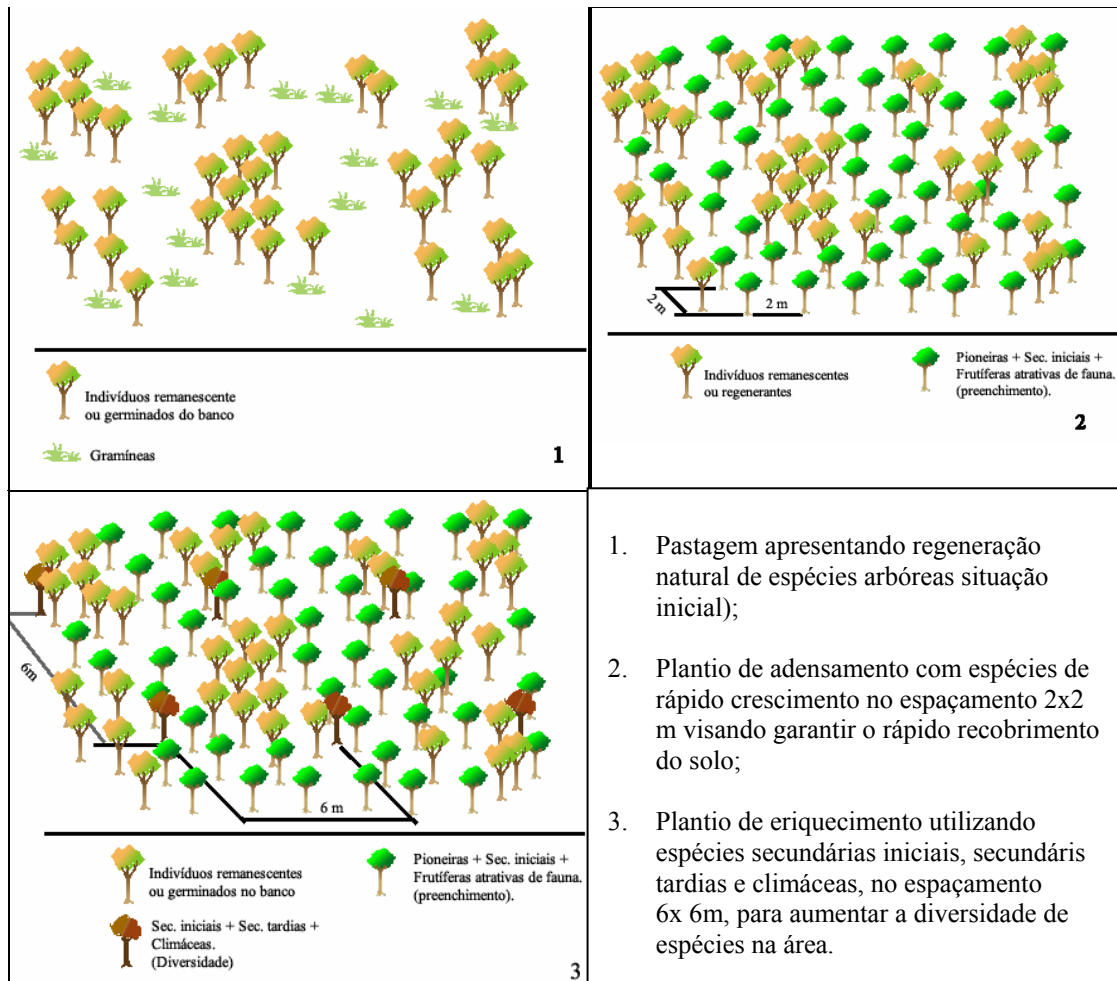 Indivíduos remanescente
ou germinados do banco
Gramíneas
1
2 m
2 m
Indivíduos remanescentes
ou regenerantes
Pioneiras + Sec. iniciais +
Frutíferas atrativas de fauna.
(preenchimento).
2
6m
6 m
Indivíduos remanescentes
ou germinados no banco
Pioneiras + Sec. iniciais +
Frutíferas atrativas de fauna.
(preenchimento).
Sec. iniciais + Sec. tardias +
Climáceas.
(Diversidade)
3
1. Pastagem apresentando regeneração
natural de espécies arbóreas situação
inicial);
2. Plantio de adensamento com espécies de
rápido crescimento no espaçamento 2x2
m visando garantir o rápido recobrimento
do solo;
3. Plantio de eriquecimento utilizando
espécies secundárias iniciais, secundáris
tardias e climáceas, no espaçamento
6x 6m, para aumentar a diversidade de
espécies na área.